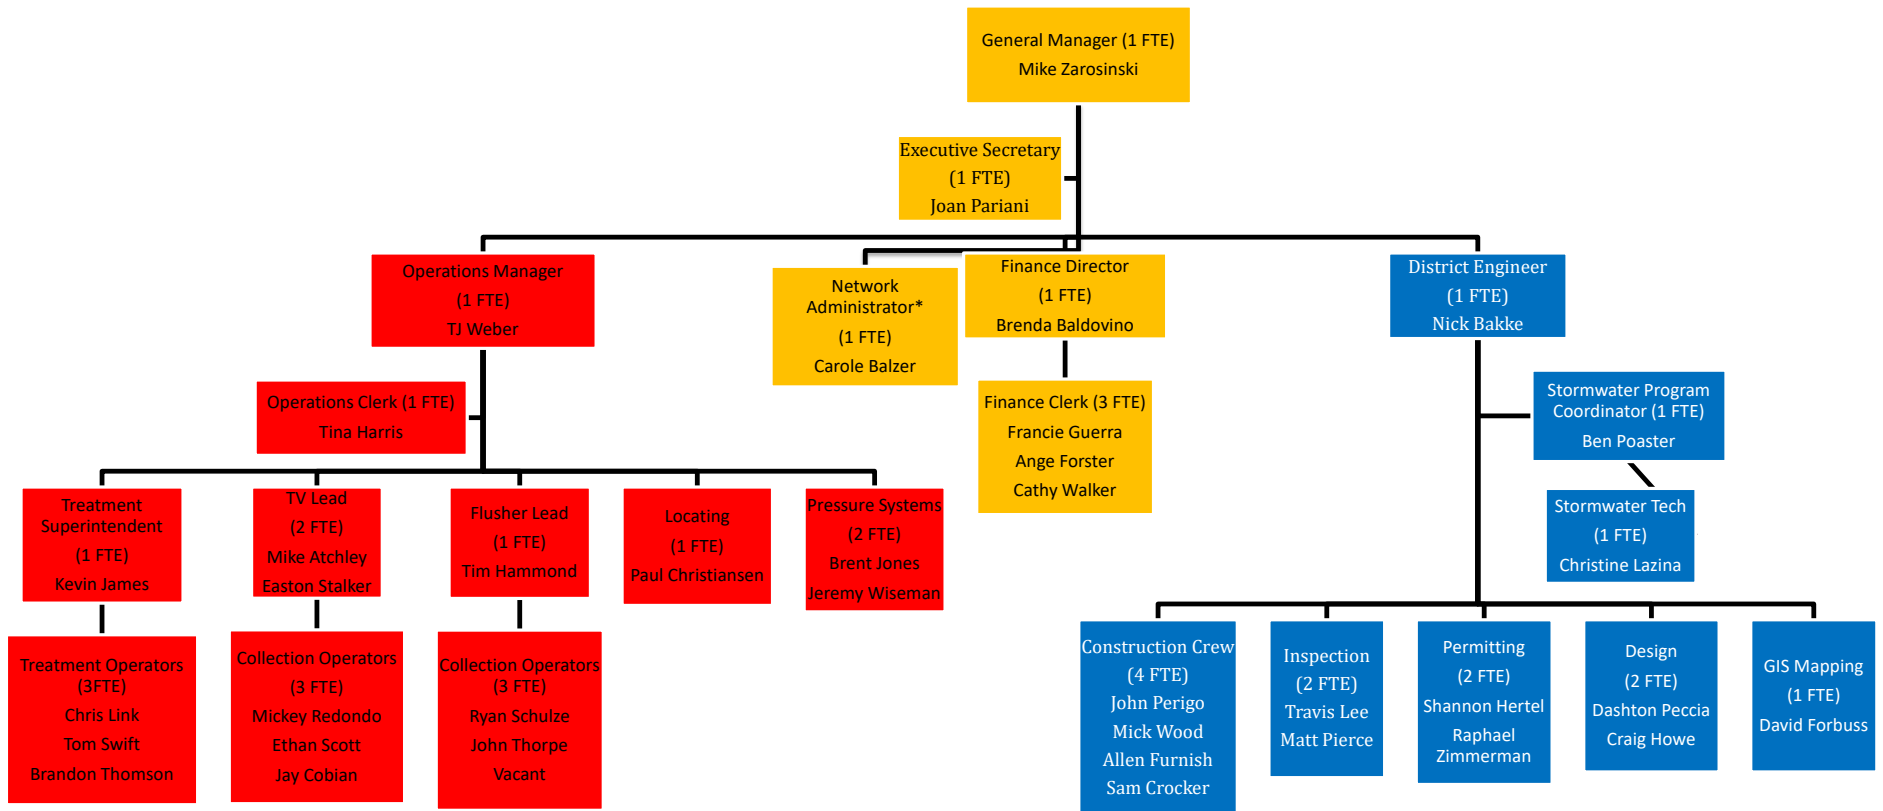 General Manager (1 FTE)
Mike Zarosinski
Executive Secretary
(1 FTE)
Joan Pariani
Operations Manager
(1 FTE)
TJ Weber
Network
Administrator*
(1 FTE)
Carole Balzer
Finance Director
(1 FTE)
Brenda Baldovino
District Engineer
(1 FTE)
Nick Bakke
Operations Clerk (1 FTE)
Tina Harris
Finance Clerk (3 FTE)
Francie Guerra
Ange Forster
Cathy Walker
Stormwater Program
Coordinator (1 FTE)
Ben Poaster
Stormwater Tech
(1 FTE)
Christine Lazina
Treatment
Superintendent
(1 FTE)
Kevin James
TV Lead
(2 FTE)
Mike Atchley
Easton Stalker
Flusher Lead
(1 FTE)
Tim Hammond
Locating
(1 FTE)
Paul Christiansen
Pressure Systems
(2 FTE)
Brent Jones
Jeremy Wiseman
Treatment Operators
(3FTE)
Chris Link
Tom Swift
Brandon Thomson
Collection Operators
(3 FTE)
Mickey Redondo
Ethan Scott
Jay Cobian
Collection Operators
(3 FTE)
Ryan Schulze
John Thorpe
Vacant
Construction Crew
(4 FTE)
John Perigo
Mick Wood
Allen Furnish
Sam Crocker
Inspection
(2 FTE)
Travis Lee
Matt Pierce
Permitting
(2 FTE)
Shannon Hertel
Raphael
Zimmerman
Design
(2 FTE)
Dashton Peccia
Craig Howe
GIS Mapping
(1 FTE)
David Forbuss